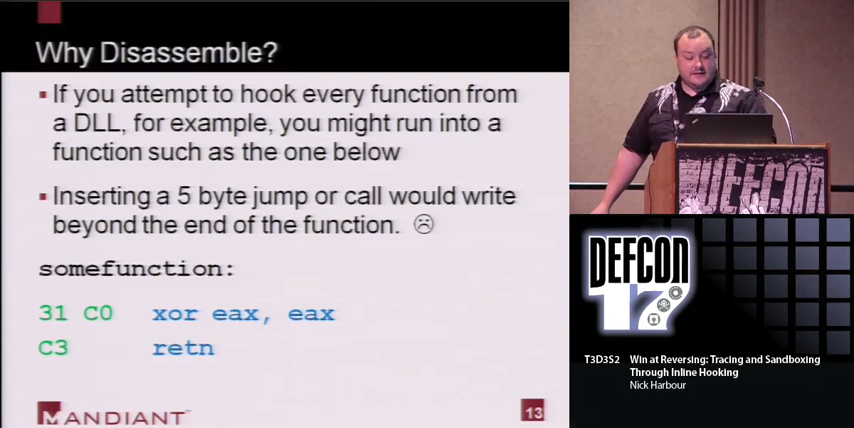 Why Disassemble?
▪ If you attempt to hook every function from
a DLL, for example, you might run into a
function such as the one below
▪ Inserting a 5 byte jump or call would write
beyond the end of the function. ☹
somefunction:
31 C0 xor eax, eax
C3 retn
MANDIANT
13
DEFCON
DEFCON
17
T3D3S2 Win at Reversing: Tracing and Sandboxing
Through Inline Hooking
Nick Harbour